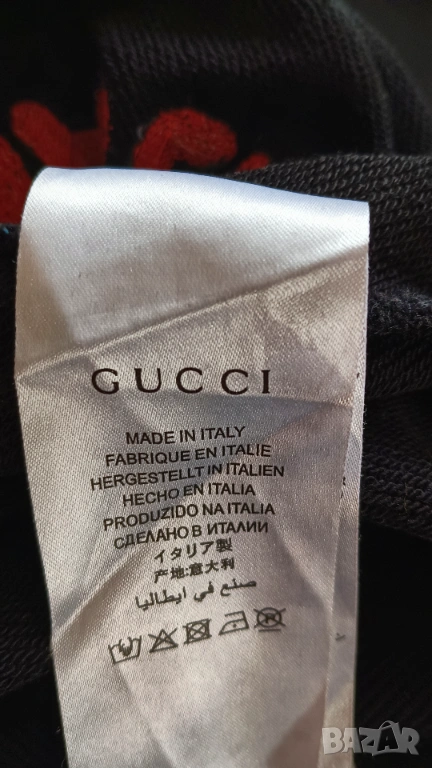 GUCCI
MADE IN ITALY
FABRIQUE EN ITALIE
HERGESTELLT IN ITALIEN
HECHO EN ITALIA
PRODUZIDO NA ITALIA
СДЕЛАНО В ИТАЛИИ
イタリア製
产地:意大利
صنع في ايطاليا
BAZAR